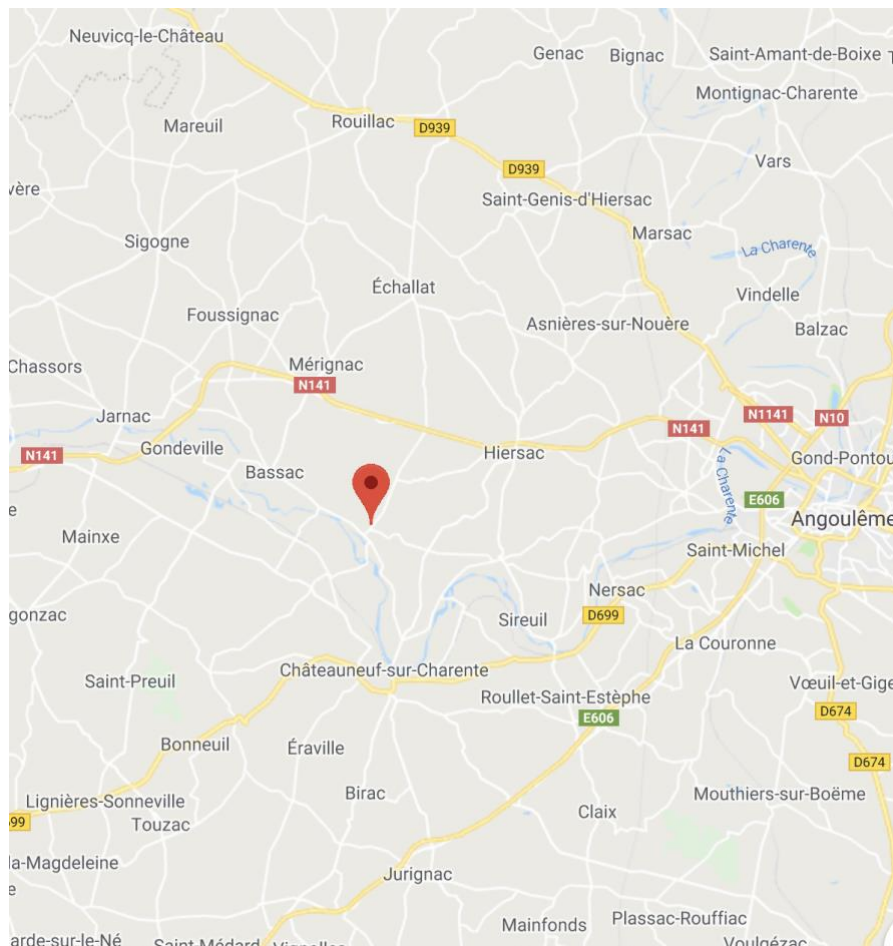 Neuvicq-le-Château
Genac
Bignac
Saint-Amant-de-Boixe
Montignac-Charente
Mareuil
Rouillac
D939
D939
Vars
vère
Saint-Genis-d'Hiersac
Marsac
Sigogne
La Charente
Échallat
Vindelle
Foussignac
Asnières-sur-Nouère
Balzac
Chassors
Mérignac
N141
Jarnac
N1141
N10
N141
Gondeville
N141
Hiersac
Gond-Pontou
Bassac
La Charente
E606
e
Mainxe
Angoulême
Saint-Michel
Nersac
gonzac
D699
Sireuil
La Couronne
Châteauneuf-sur-Charente
Saint-Preuil
Vœuil-et-Gige
Roullet-Saint-Estèphe
D674
E606
Bonneuil
Éraville
D674
Birac
Mouthiers-sur-Boëme
Lignières-Sonneville
Claix
99
Touzac
la-Magdeleine
Jurignac
e
Mainfonds
Plassac-Rouffiac
arde-sur-le-Né
Saint-Médard
Vignolles
Voulgézac